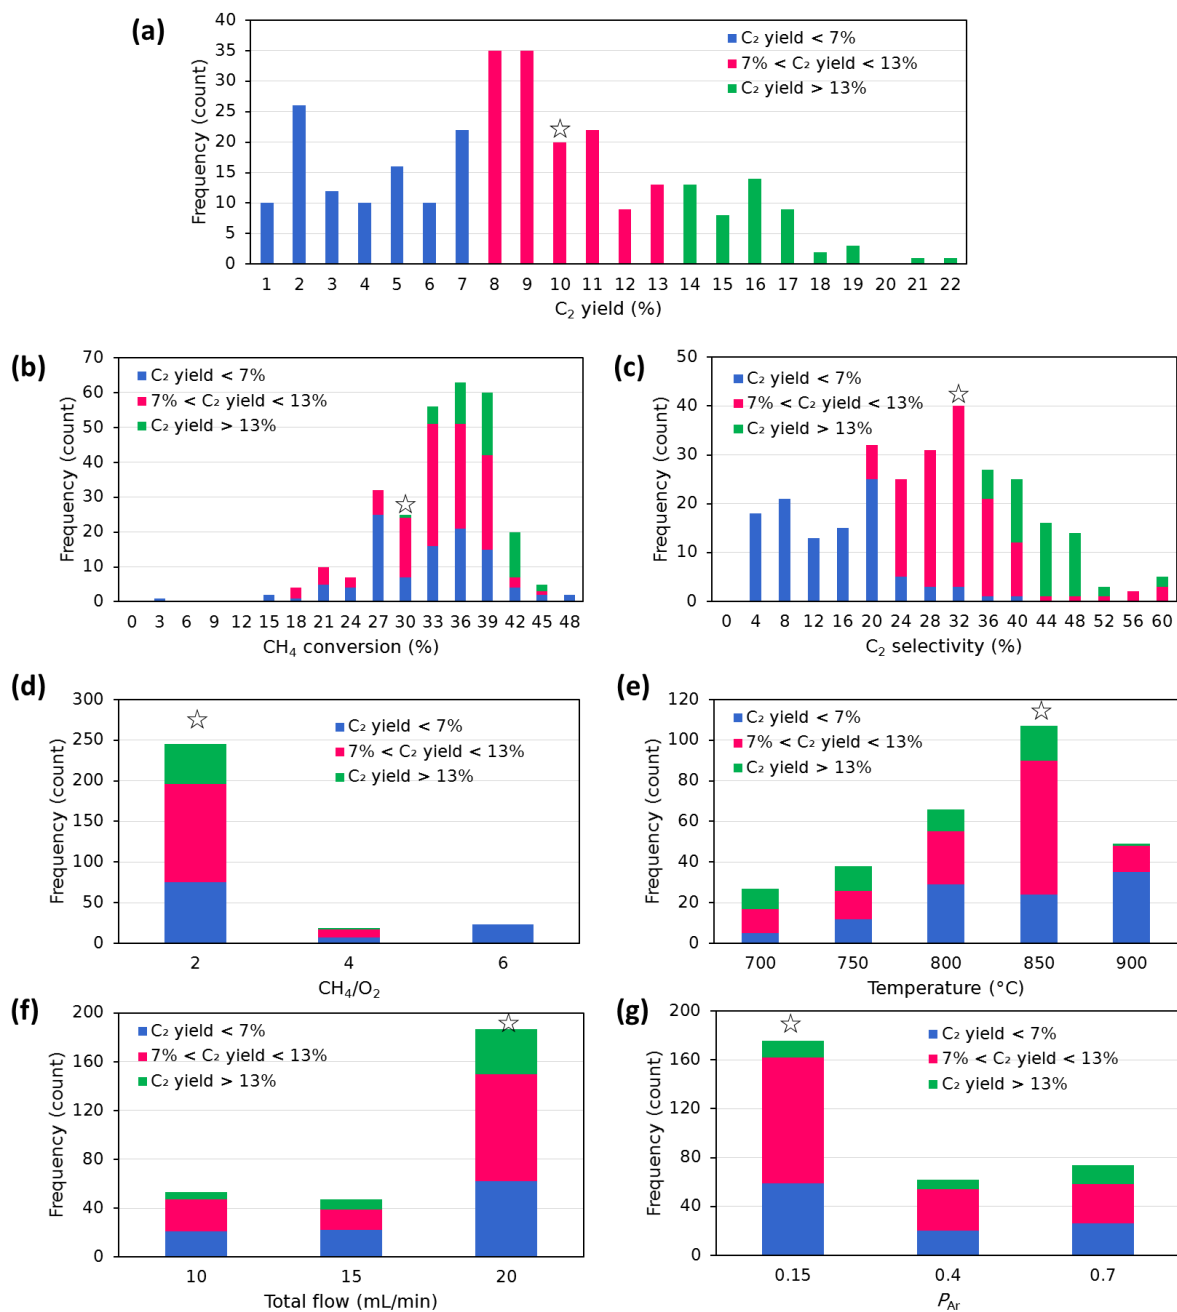 (a)
40
35
30
25
20
15
10
5
0
Frequency (count)
C₂ yield < 7%
7% < C₂ yield < 13%
C₂ yield > 13%
1 2 3 4 5 6 7 8 9 10 11 12 13 14 15 16 17 18 19 20 21 22
C₂ yield (%)
(b)
70
60
50
40
30
20
10
0
Frequency (count)
C₂ yield < 7%
7% < C₂ yield < 13%
C₂ yield > 13%
0 3 6 9 12 15 18 21 24 27 30 33 36 39 42 45 48
CH₄ conversion (%)
(c)
50
40
30
20
10
0
Frequency (count)
C₂ yield < 7%
7% < C₂ yield < 13%
C₂ yield > 13%
0 4 8 12 16 20 24 28 32 36 40 44 48 52 56 60
C₂ selectivity (%)
(d)
300
250
200
150
100
50
0
Frequency (count)
C₂ yield < 7%
7% < C₂ yield < 13%
C₂ yield > 13%
2 4 6
CH₄/O₂
(e)
120
100
80
60
40
20
0
Frequency (count)
C₂ yield < 7%
7% < C₂ yield < 13%
C₂ yield > 13%
700 750 800 850 900
Temperature (°C)
(f)
200
160
120
80
40
0
Frequency (count)
C₂ yield < 7%
7% < C₂ yield < 13%
C₂ yield > 13%
10 15 20
Total flow (mL/min)
(g)
200
160
120
80
40
0
Frequency (count)
C₂ yield < 7%
7% < C₂ yield < 13%
C₂ yield > 13%
0.15 0.4 0.7
P_Ar